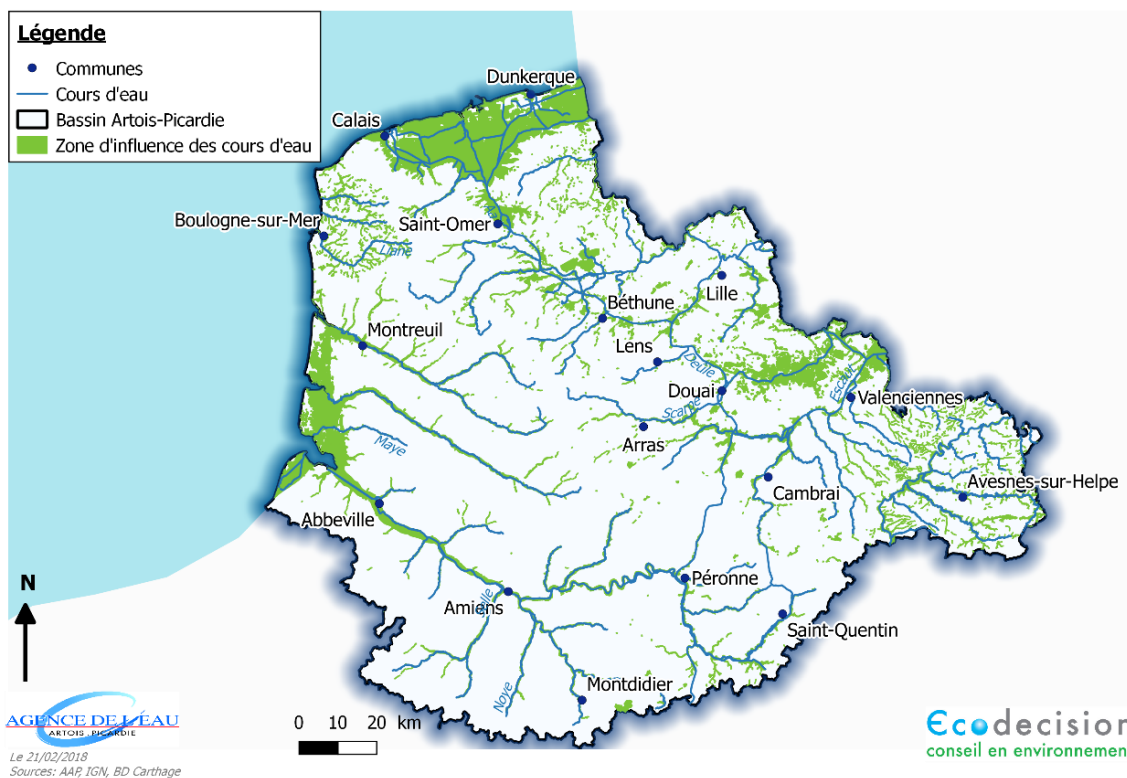 Légende
Communes
Cours d'eau
Bassin Artois-Picardie
Zone d'influence des cours d'eau
Dunkerque
Calais
Boulogne-sur-Mer
Saint-Omer
Aa
Liane
Lille
Béthune
Montreuil
Lens
Deule
Douai
Escaut
Valenciennes
Scarpe
Arras
Maye
Cambrai
Avesnes-sur-Helpe
Abbeville
Péronne
Amiens
Selle
Saint-Quentin
Montdidier
Noye
N
0 10 20 km
AGENCE DE L'EAU
ARTOIS . PICARDIE
Le 21/02/2018
Sources: AAP, IGN, BD Carthage
Ecodecision
conseil en environnemen